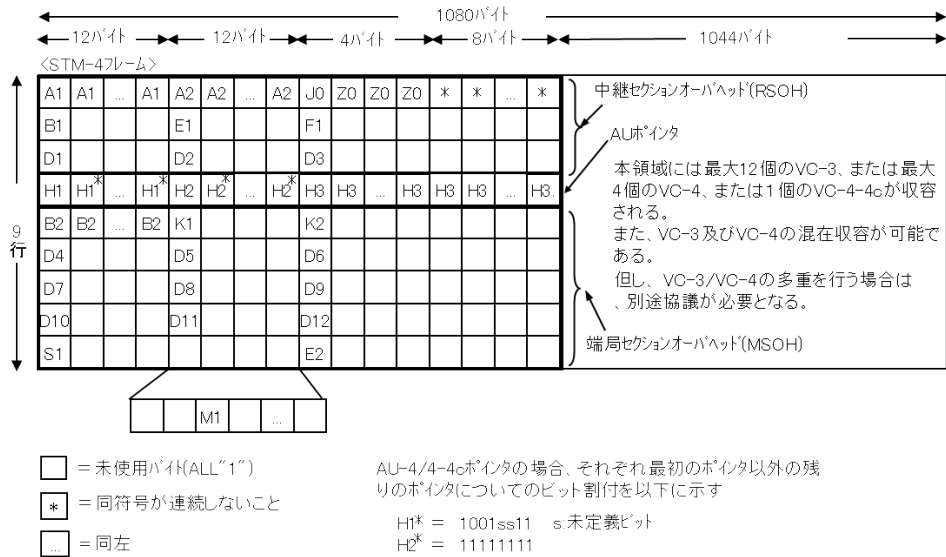 1080バイト
12バイト 12バイト 4バイト 8バイト 1044バイト
〈STM-4フレーム〉
A1 A1 ... A1 A2 A2 ... A2 J0 Z0 Z0 Z0 * * ... *
B1 E1 F1
D1 D2 D3
H1 H1* ... H1* H2 H2* ... H2* H3 H3 ... H3 H3 H3 ... H3.
B2 B2 ... B2 K1 K2
D4 D5 D6
D7 D8 D9
D10 D11 D12
S1 E2
9
行
中継セクションオーバヘッド(RSOH)
AUポインタ
本領域には最大12個のVC-3、または最大
4個のVC-4、または1個のVC-4-4cが収容
される。
また、VC-3及びVC-4の混在収容が可能で
ある。
但し、VC-3/VC-4の多重を行う場合は
、別途協議が必要となる。
端局セクションオーバヘッド(MSOH)
M1 ...
=未使用バイト(ALL"1")
* =同符号が連続しないこと
... =同左
AU-4/4-4cポインタの場合、それぞれ最初のポインタ以外の残
りのポインタについてのビット割付を以下に示す
H1* = 1001ss11 s:未定義ビット
H2* = 11111111